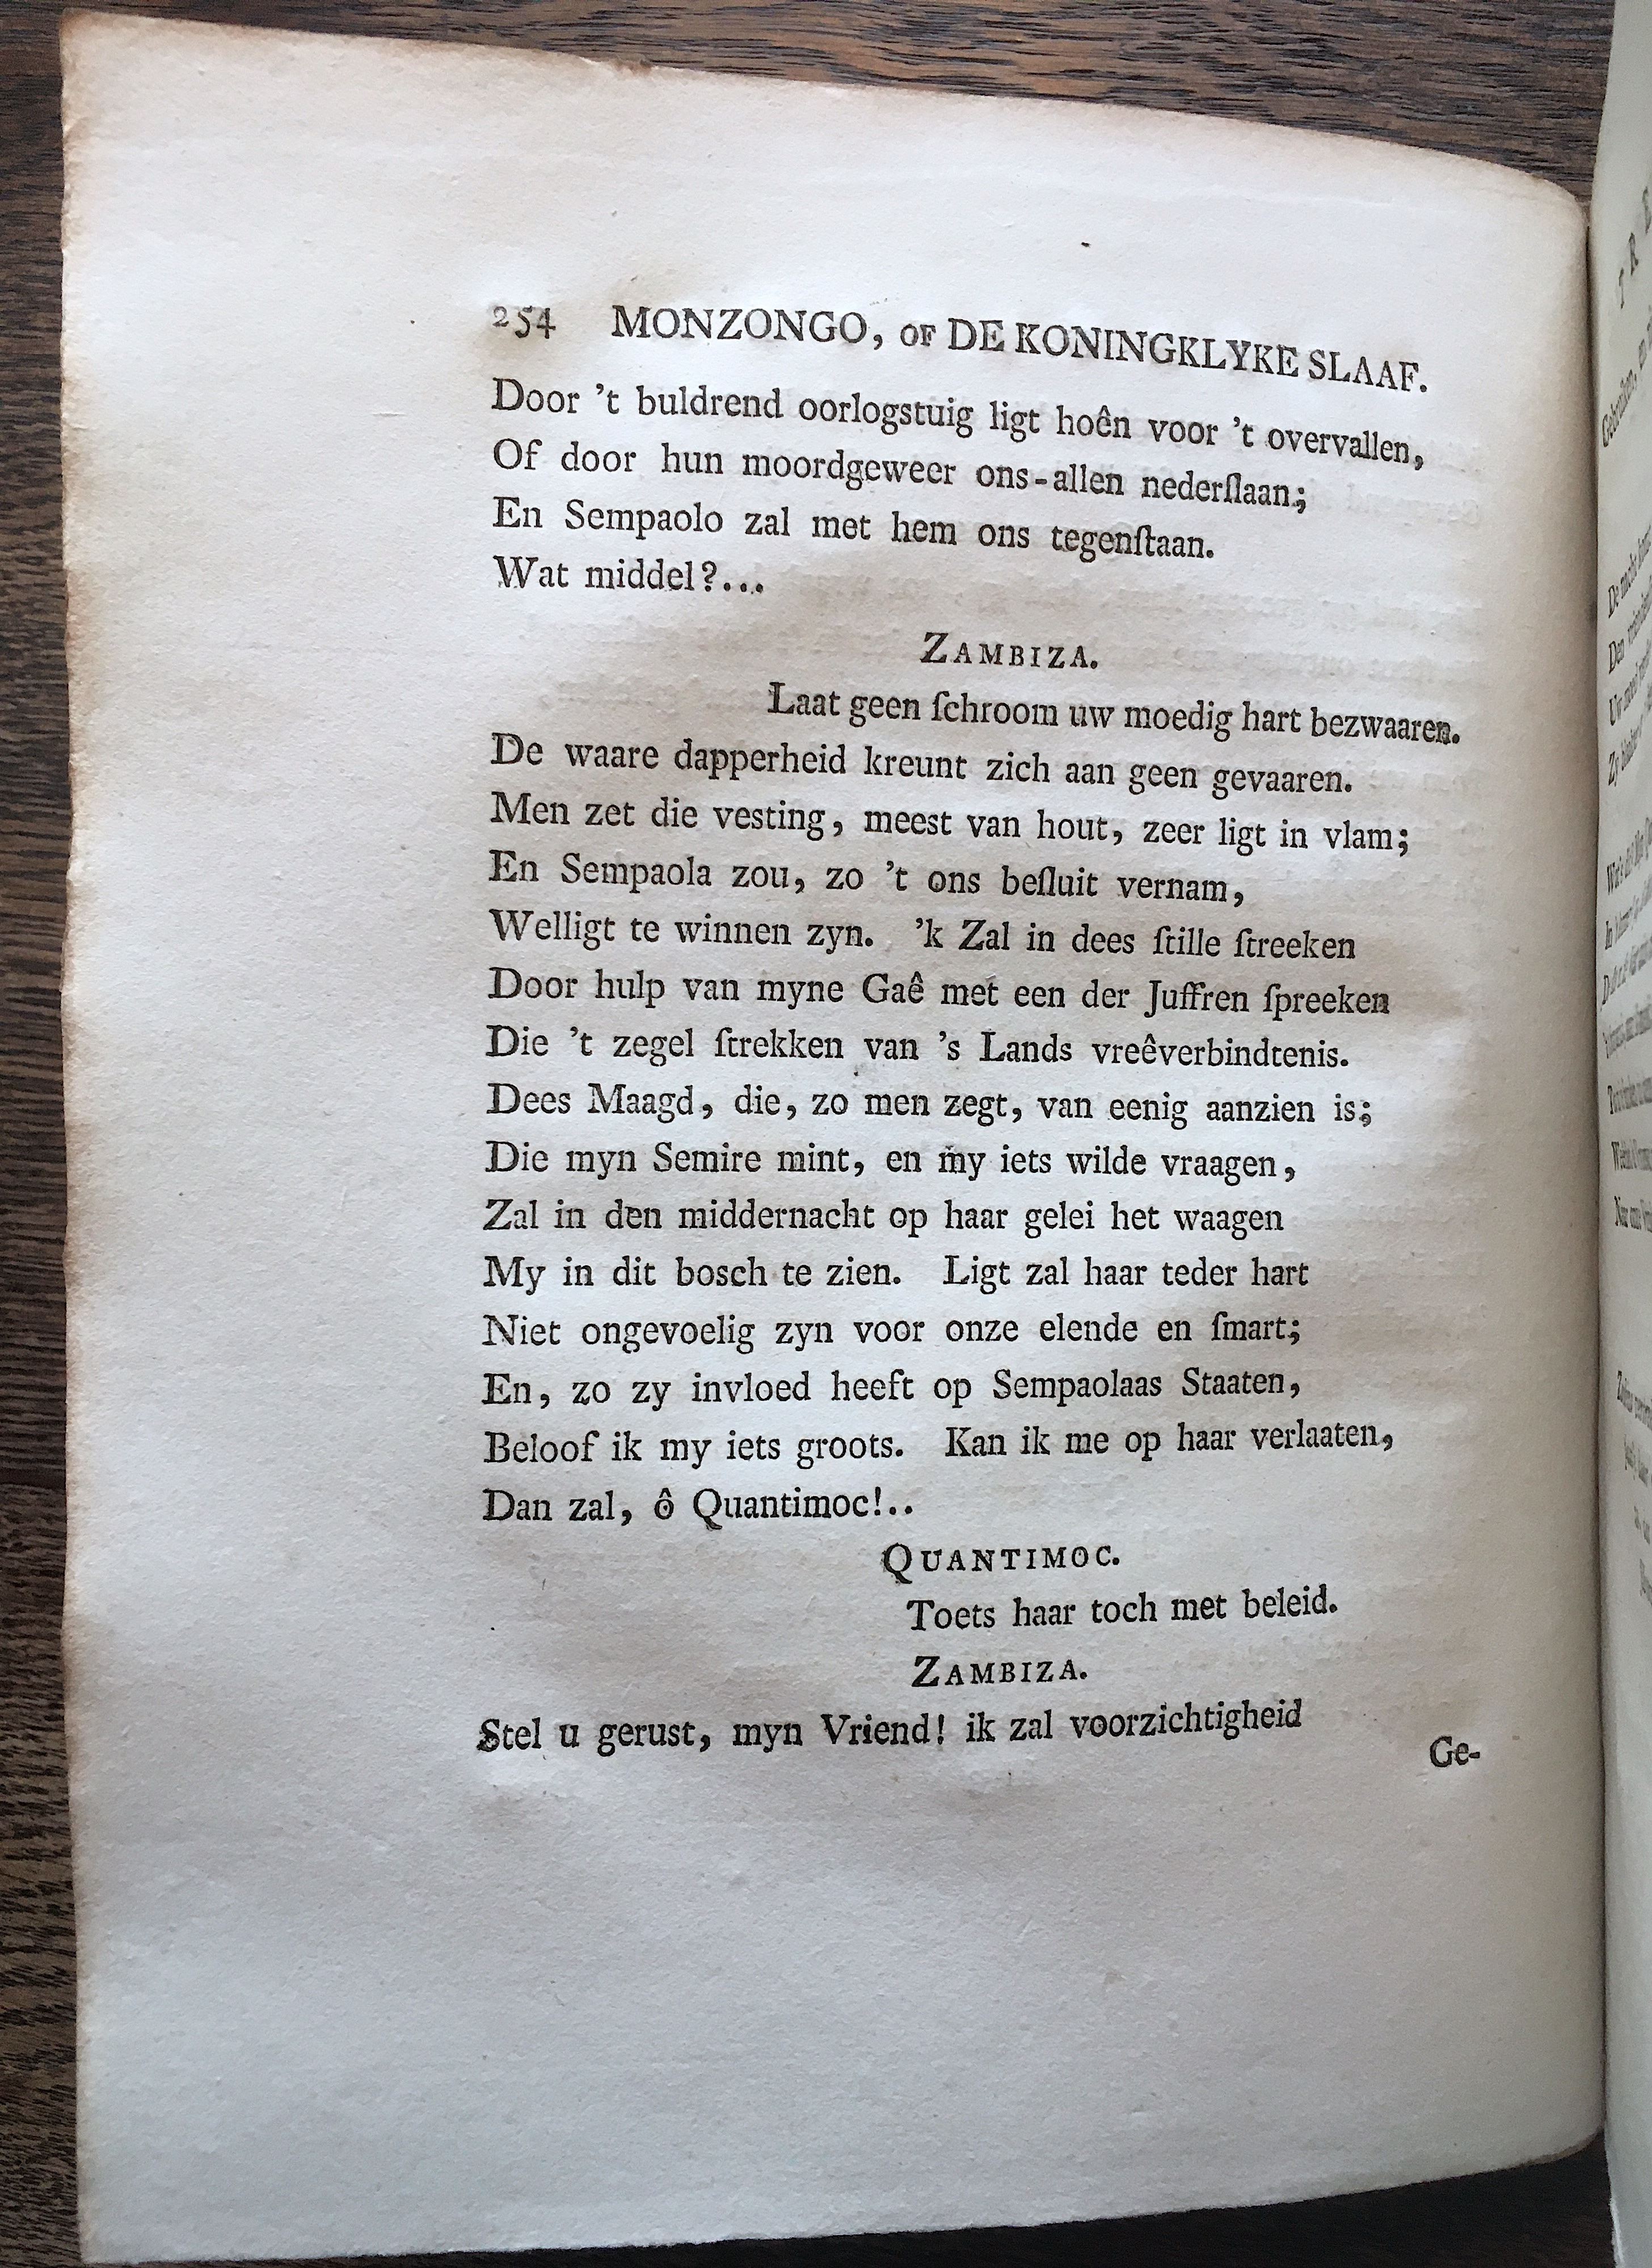 254 MONZONGO, OF DE KONINGKLYKE SLAAF.
Door 't buldrend oorlogstuig ligt hoên voor 't overvallen,
Of door hun moordgeweer ons-allen nederſlaan;
En Sempaolo zal met hem ons tegenſtaan.
Wat middel?...
ZAMBIZA.
Laat geen ſchroom uw moedig hart bezwaaren.
De waare dapperheid kreunt zich aan geen gevaaren.
Men zet die vesting, meest van hout, zeer ligt in vlam;
En Sempaola zou, zo 't ons beſluit vernam,
Welligt te winnen zyn. 'k Zal in dees ſtille ſtreeken
Door hulp van myne Gaê met een der Juffren ſpreeken
Die 't zegel ſtrekken van 's Lands vreêverbindtenis.
Dees Maagd, die, zo men zegt, van eenig aanzien is;
Die myn Semire mint, en my iets wilde vraagen,
Zal in den middernacht op haar gelei het waagen
My in dit bosch te zien. Ligt zal haar teder hart
Niet ongevoelig zyn voor onze elende en ſmart;
En, zo zy invloed heeft op Sempaolaas Staaten,
Beloof ik my iets groots. Kan ik me op haar verlaaten,
Dan zal, ô Quantimoc!..
QUANTIMOC.
Toets haar toch met beleid.
ZAMBIZA.
Stel u gerust, myn Vriend! ik zal voorzichtigheid
Ge-